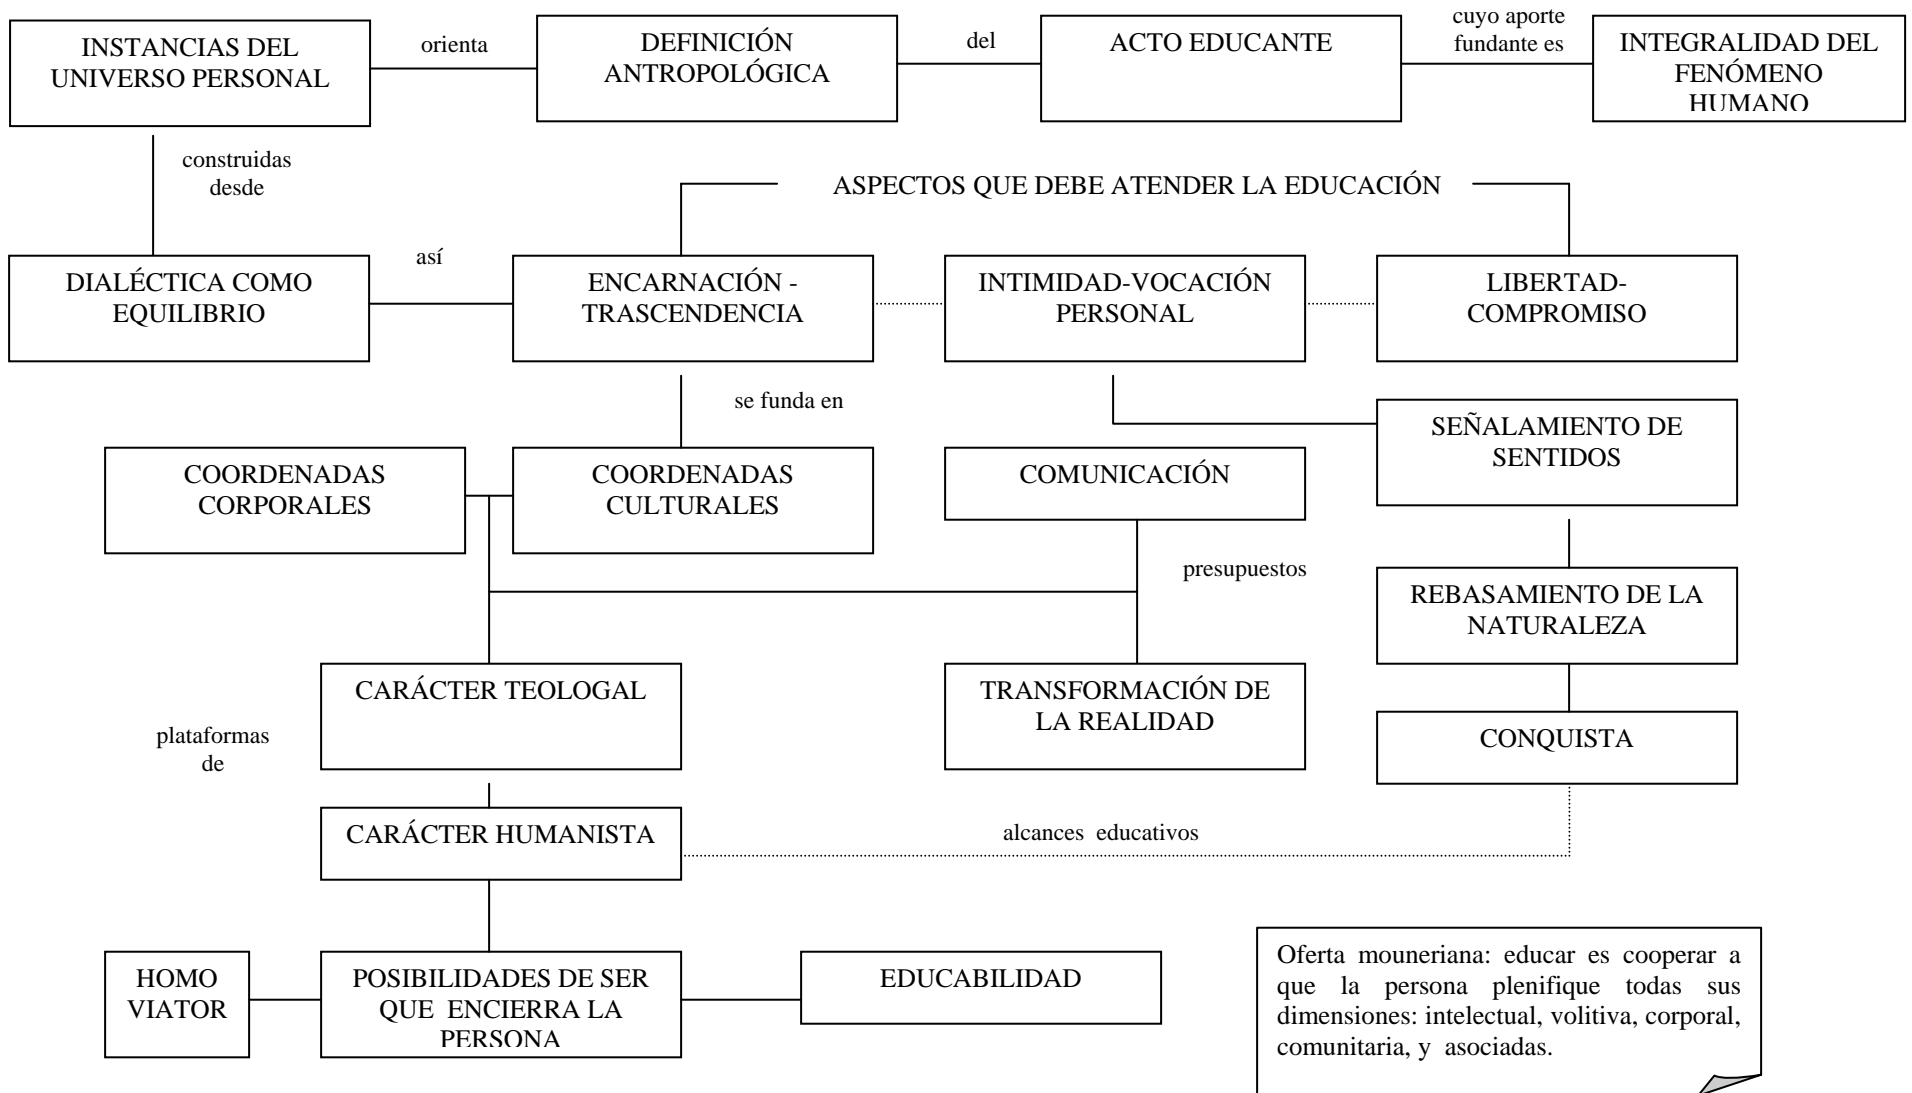 INSTANCIAS DEL
UNIVERSO PERSONAL
orienta
DEFINICIÓN
ANTROPOLÓGICA
del
ACTO EDUCANTE
cuyo aporte
fundante es
INTEGRALIDAD DEL
FENÓMENO
HUMANO
construidas
desde
ASPECTOS QUE DEBE ATENDER LA EDUCACIÓN
DIALÉCTICA COMO
EQUILIBRIO
así
ENCARNACIÓN -
TRASCENDENCIA
INTIMIDAD-VOCACIÓN
PERSONAL
LIBERTAD-
COMPROMISO
se funda en
SEÑALAMIENTO DE
SENTIDOS
COORDENADAS
CORPORALES
COORDENADAS
CULTURALES
COMUNICACIÓN
presupuestos
REBASAMIENTO DE LA
NATURALEZA
CARÁCTER TEOLOGAL
TRANSFORMACIÓN DE
LA REALIDAD
CONQUISTA
plataformas
de
CARÁCTER HUMANISTA
alcances educativos
HOMO
VIATOR
POSIBILIDADES DE SER
QUE ENCIERRA LA
PERSONA
EDUCABILIDAD
Oferta mouneriana: educar es cooperar a
que la persona plenifique todas sus
dimensiones: intelectual, volitiva, corporal,
comunitaria, y asociadas.